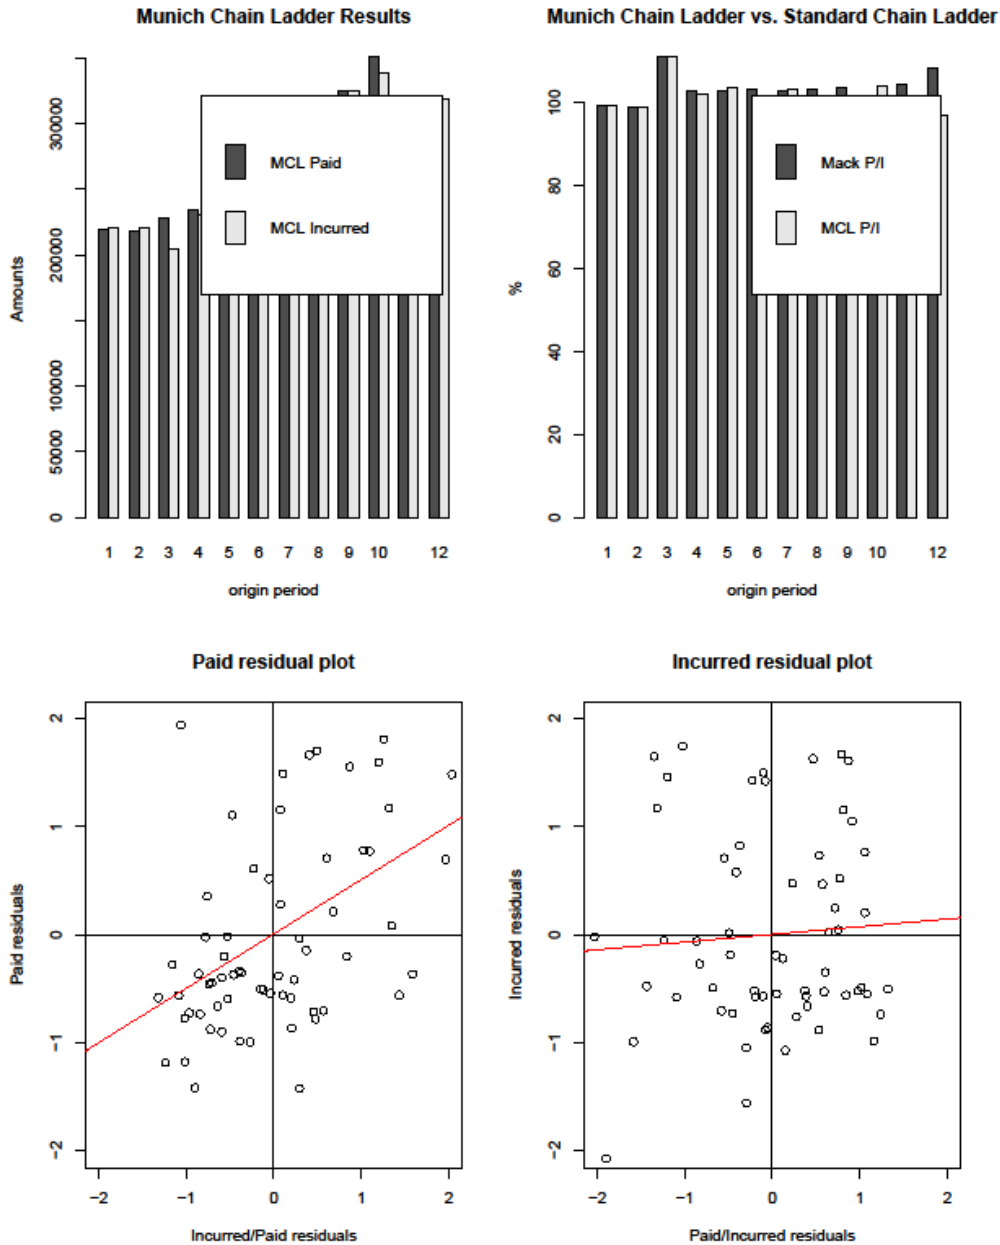 Munich Chain Ladder Results
Amounts
0
50000
100000
200000
300000
MCL Paid
MCL Incurred
1 2 3 4 5 6 7 8 9 10 12
origin period
Munich Chain Ladder vs. Standard Chain Ladder
%
0
20
40
60
80
100
Mack P/I
MCL P/I
1 2 3 4 5 6 7 8 9 10 12
origin period
Paid residual plot
Paid residuals
−2
−1
0
1
2
−2 −1 0 1 2
Incurred/Paid residuals
Incurred residual plot
Incurred residuals
−2
−1
0
1
2
−2 −1 0 1 2
Paid/Incurred residuals